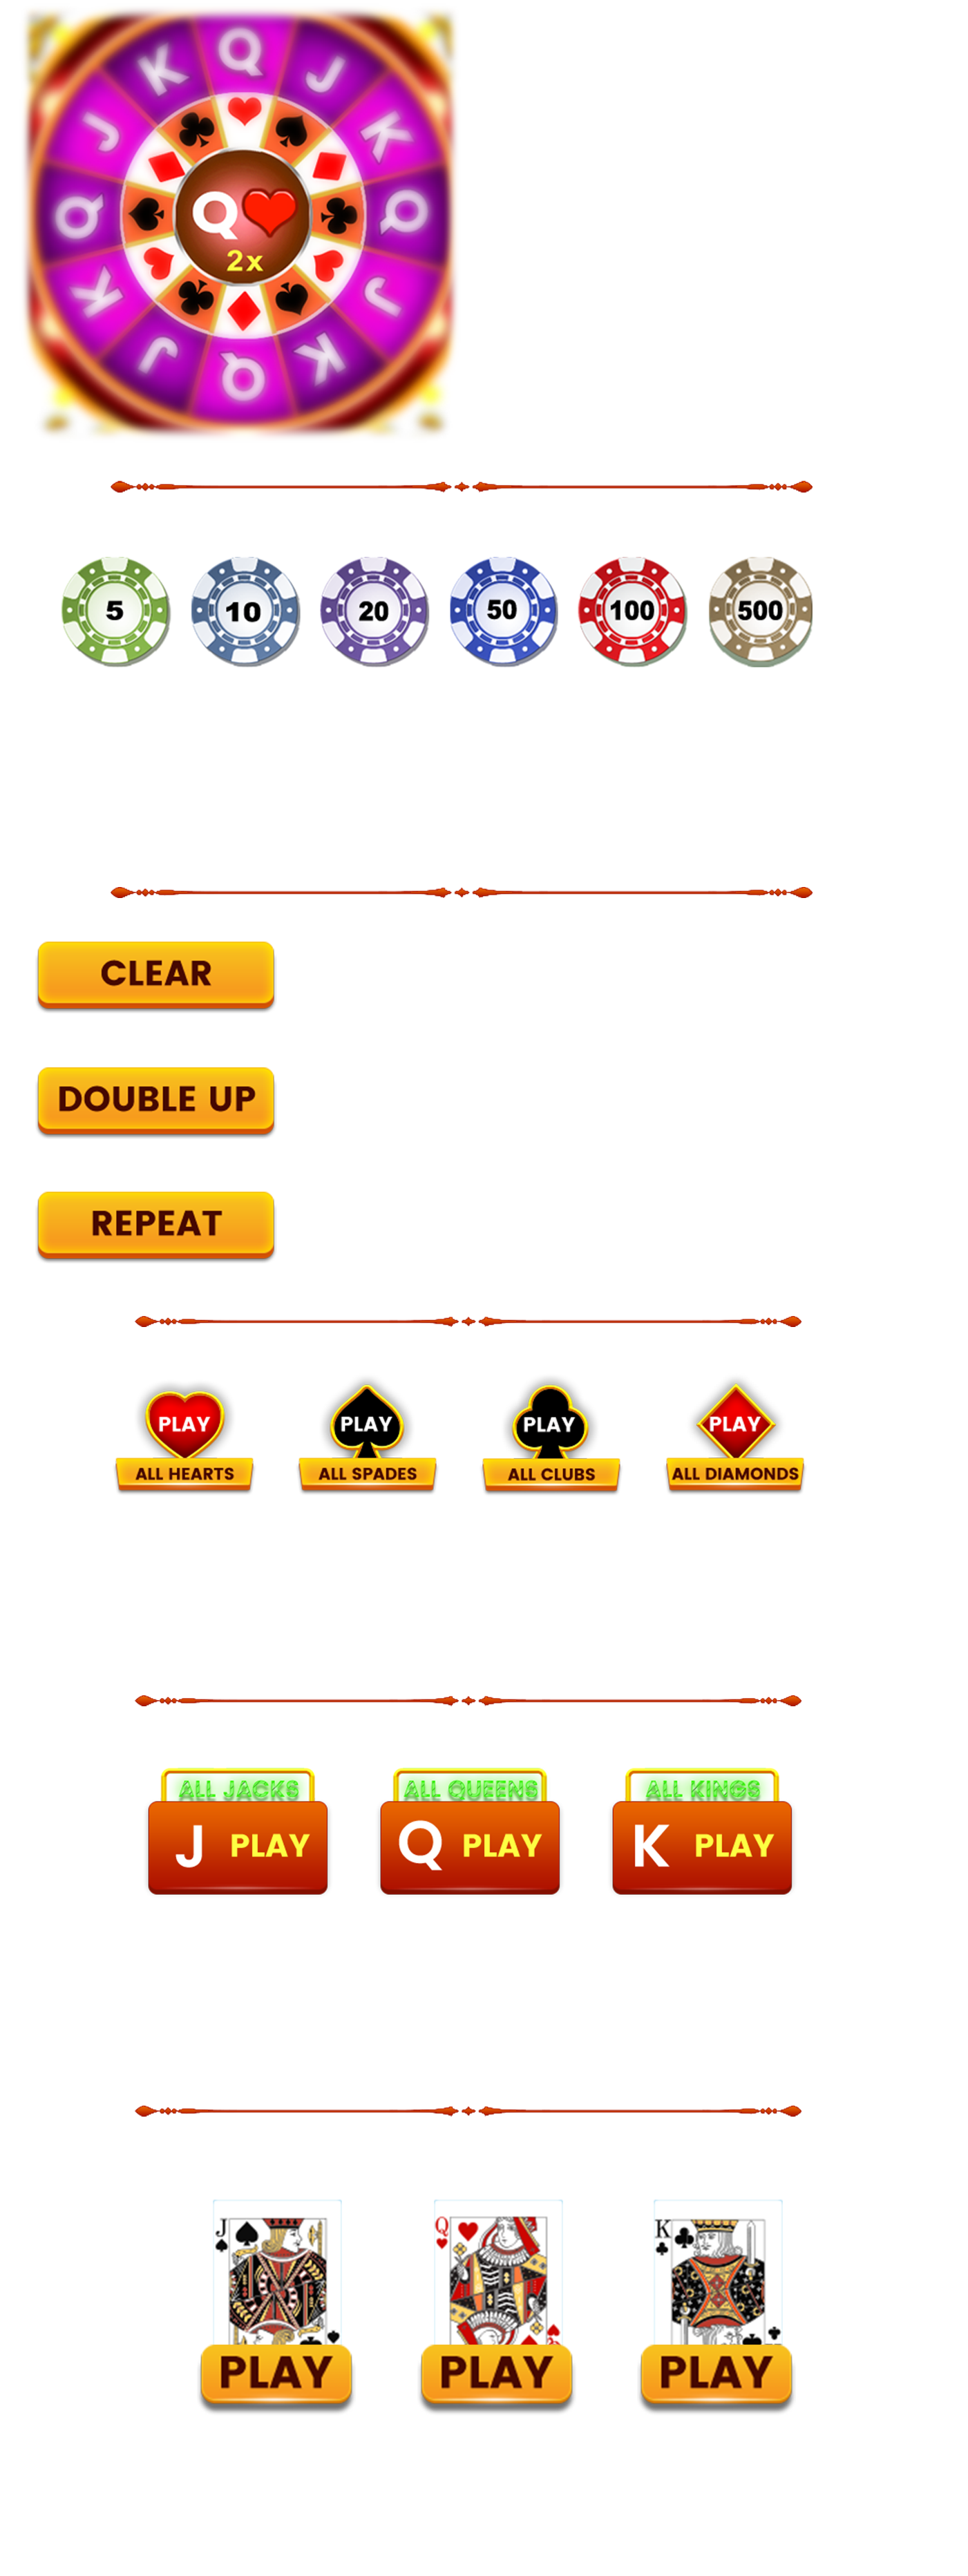 K Q J
J K
Q Q 2x Q
K J
J Q K
5 10 20 50 100 500
CLEAR
DOUBLE UP
REPEAT
PLAY PLAY PLAY PLAY
ALL HEARTS ALL SPADES ALL CLUBS ALL DIAMONDS
ALL JACKS ALL QUEENS ALL KINGS
J PLAY Q PLAY K PLAY
J Q K
PLAY PLAY PLAY